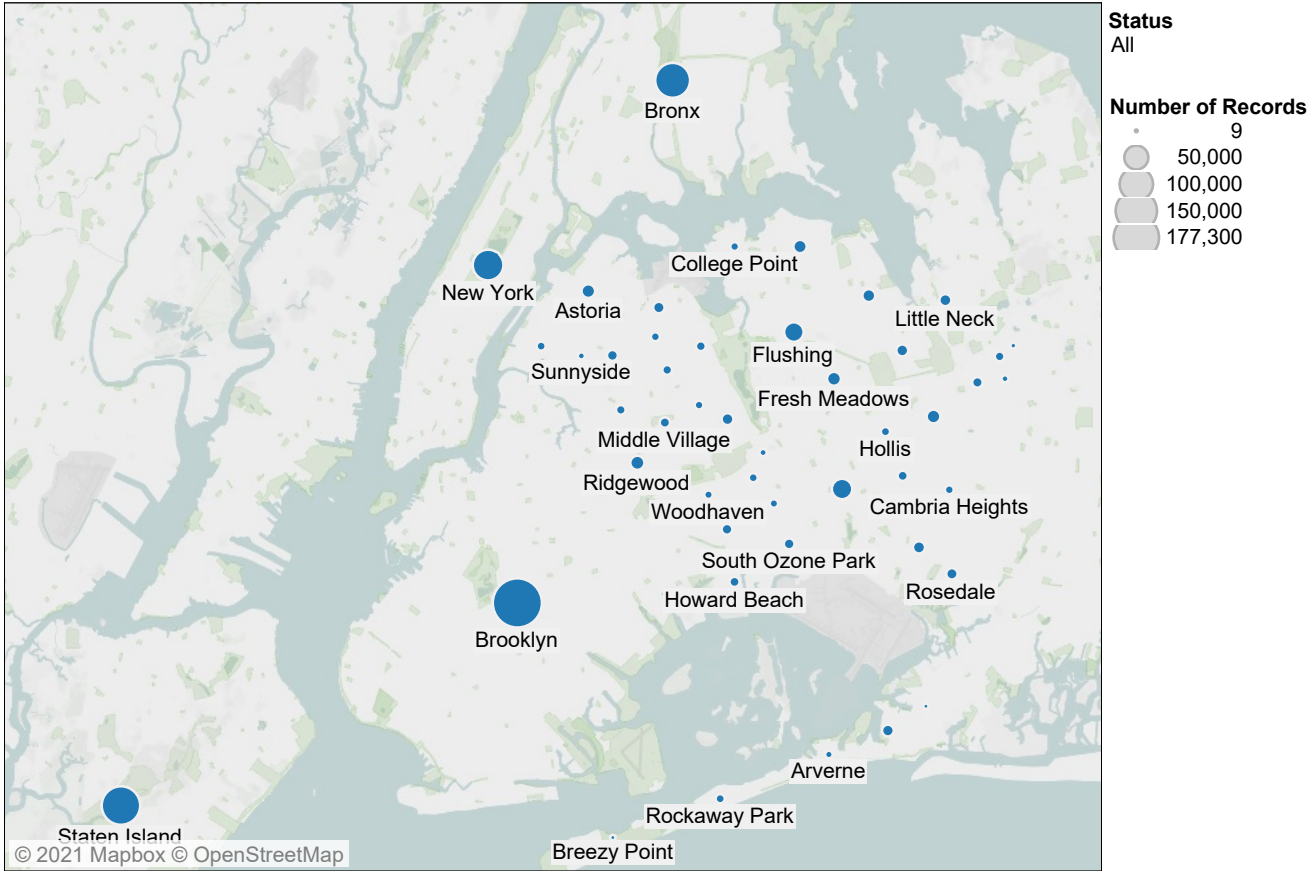 Status
All
Number of Records
9
50,000
100,000
150,000
177,300
Bronx
College Point
New York
Astoria
Little Neck
Flushing
Sunnyside
Fresh Meadows
Middle Village
Hollis
Ridgewood
Woodhaven
Cambria Heights
South Ozone Park
Howard Beach
Rosedale
Brooklyn
Arverne
Rockaway Park
Staten Island
Breezy Point
© 2021 Mapbox © OpenStreetMap